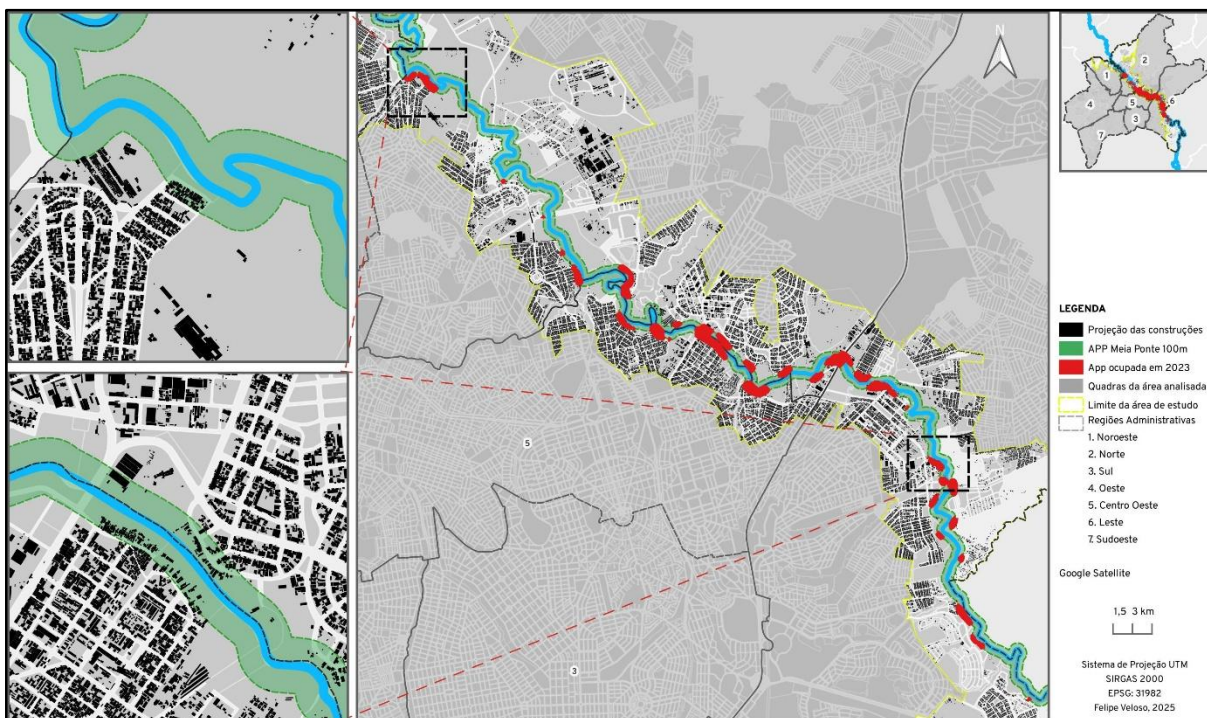 N
5
3
1
2
4
5
6
3
7
LEGENDA
Projeção das construções
APP Meia Ponte 100m
App ocupada em 2023
Quadras da área analisada
Limite da área de estudo
Regiões Administrativas
1. Noroeste
2. Norte
3. Sul
4. Oeste
5. Centro Oeste
6. Leste
7. Sudoeste
Google Satellite
1,5 3 km
Sistema de Projeção UTM
SIRGAS 2000
EPSG: 31982
Felipe Veloso, 2025